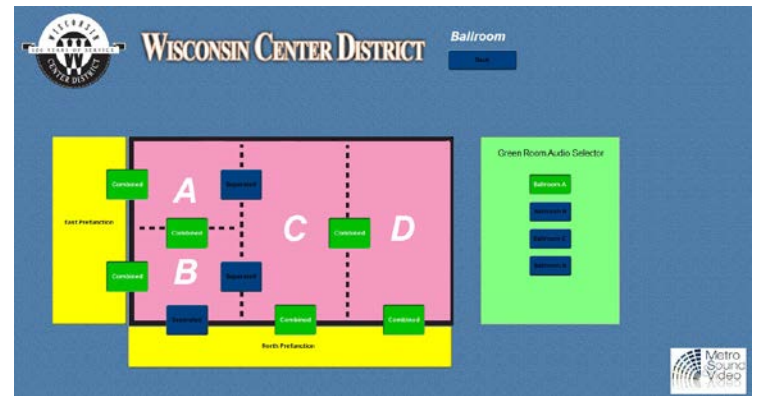 WISCONSIN
100 YEARS OF SERVICE
W
CENTER DISTRICT
WISCONSIN CENTER DISTRICT
Ballroom
Back
Green Room Audio Selector
Combined
A
Separated
Ballroom A
East Prefunction
Combined
C
Combined
D
Combined
B
Separated
Separated
Combined
Combined
North Prefunction
Metro
Sound
Video